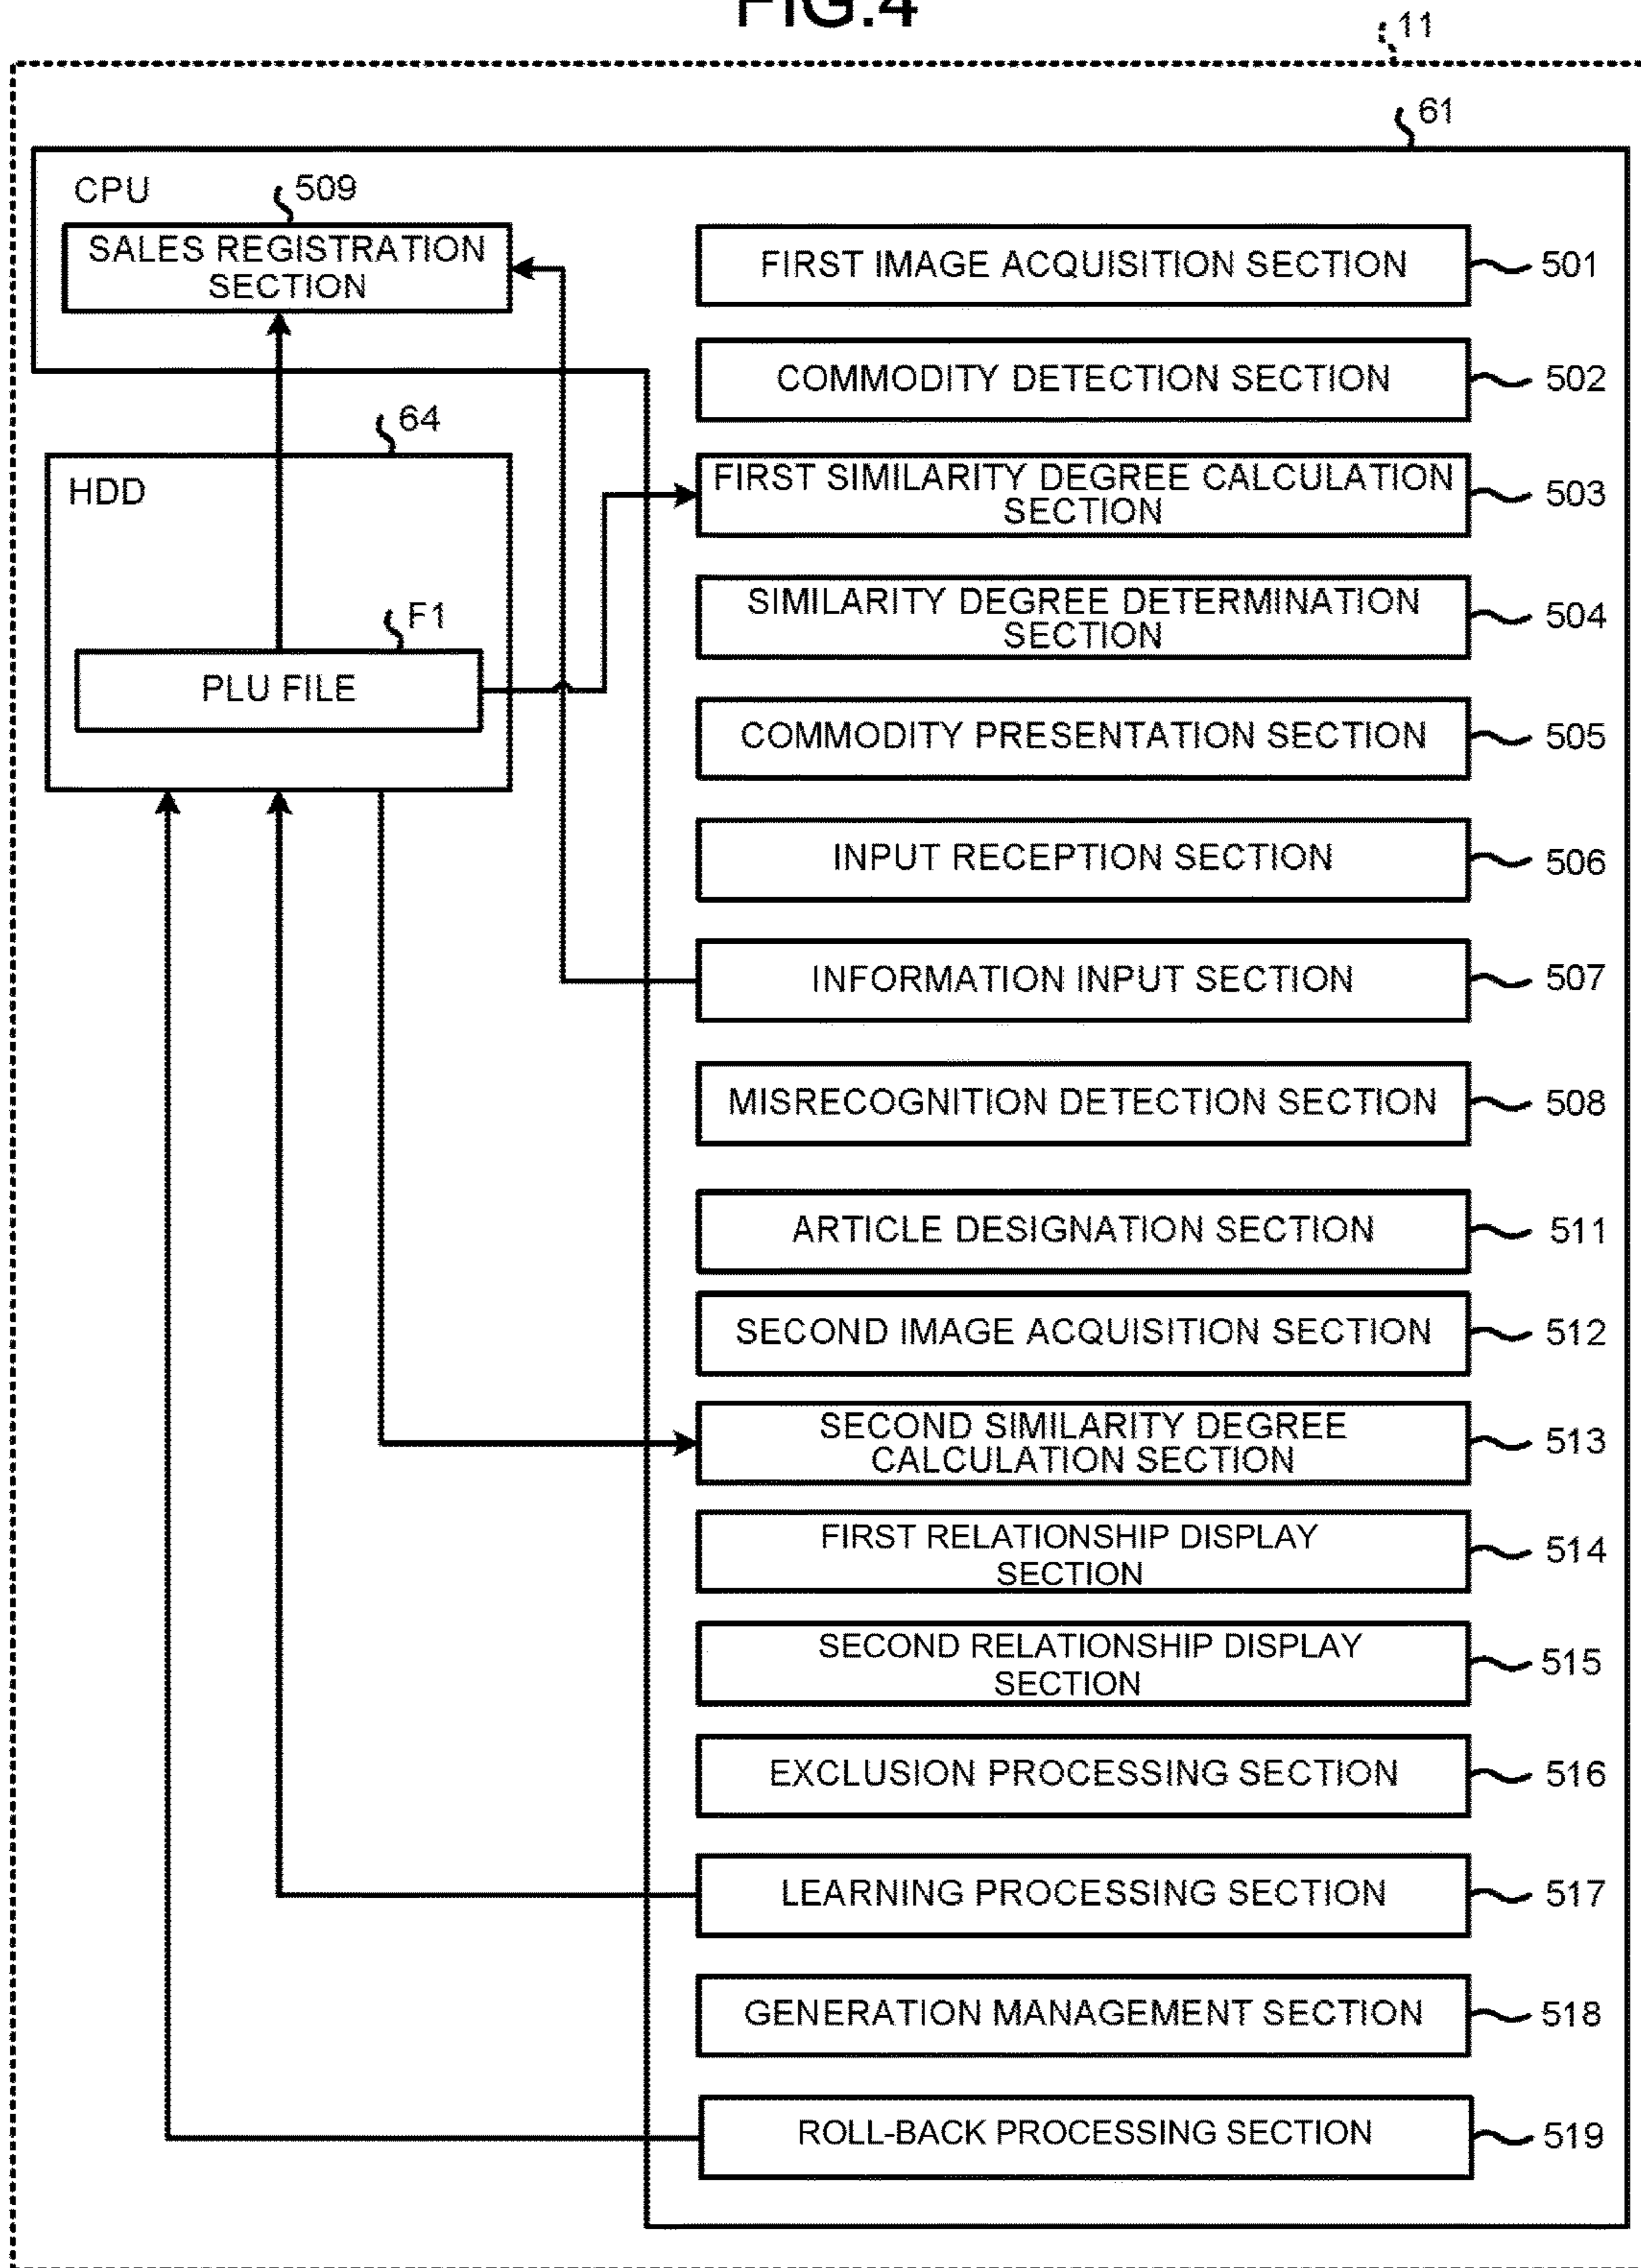 FIG.4
11
61
CPU
509
SALES REGISTRATION
SECTION
FIRST IMAGE ACQUISITION SECTION
501
COMMODITY DETECTION SECTION
502
64
HDD
FIRST SIMILARITY DEGREE CALCULATION
SECTION
503
SIMILARITY DEGREE DETERMINATION
SECTION
504
F1
PLU FILE
COMMODITY PRESENTATION SECTION
505
INPUT RECEPTION SECTION
506
INFORMATION INPUT SECTION
507
MISRECOGNITION DETECTION SECTION
508
ARTICLE DESIGNATION SECTION
511
SECOND IMAGE ACQUISITION SECTION
512
SECOND SIMILARITY DEGREE
CALCULATION SECTION
513
FIRST RELATIONSHIP DISPLAY
SECTION
514
SECOND RELATIONSHIP DISPLAY
SECTION
515
EXCLUSION PROCESSING SECTION
516
LEARNING PROCESSING SECTION
517
GENERATION MANAGEMENT SECTION
518
ROLL-BACK PROCESSING SECTION
519